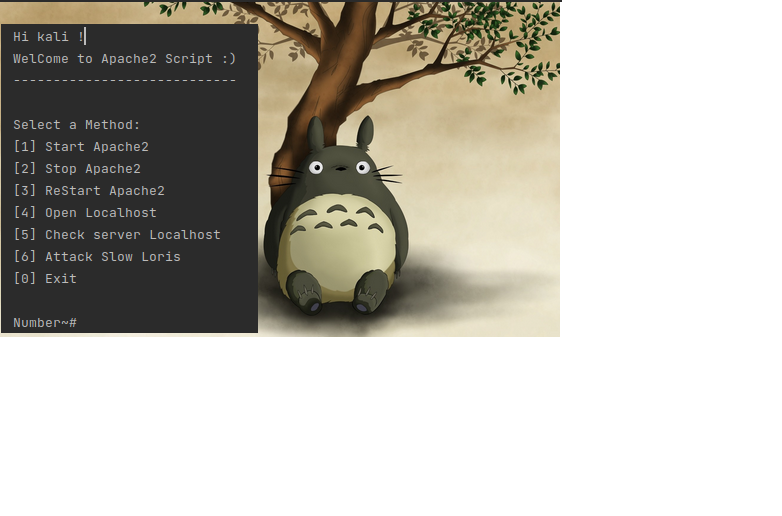 Hi kali !
WelCome to Apache2 Script :)
----------------------------
Select a Method:
[1] Start Apache2
[2] Stop Apache2
[3] ReStart Apache2
[4] Open Localhost
[5] Check server Localhost
[6] Attack Slow Loris
[0] Exit
Number~#